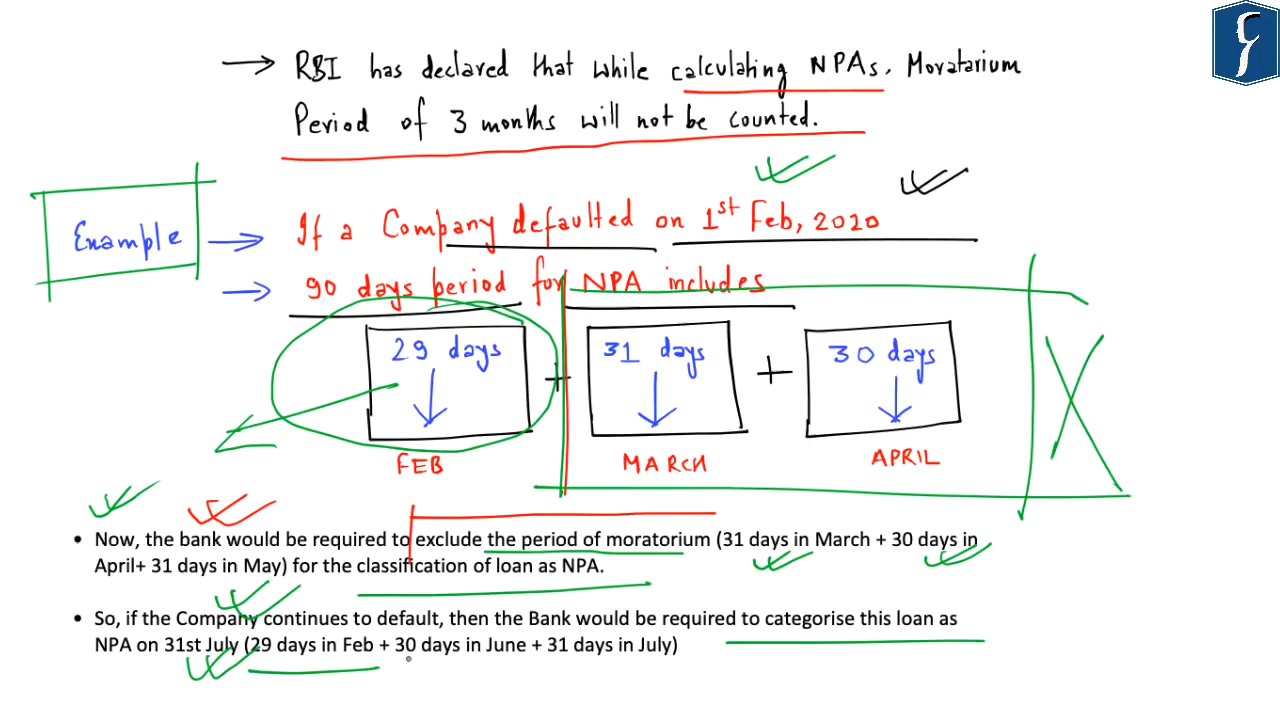 → RBI has declared that while calculating NPAs, Moratarium
Period of 3 months will not be counted.
Example → If a Company defaulted on 1st Feb, 2020
→ 90 days period for NPA includes
29 days + 31 days + 30 days
FEB MARCH APRIL
• Now, the bank would be required to exclude the period of moratorium (31 days in March + 30 days in
April+ 31 days in May) for the classification of loan as NPA.
• So, if the Company continues to default, then the Bank would be required to categorise this loan as
NPA on 31st July (29 days in Feb + 30 days in June + 31 days in July)